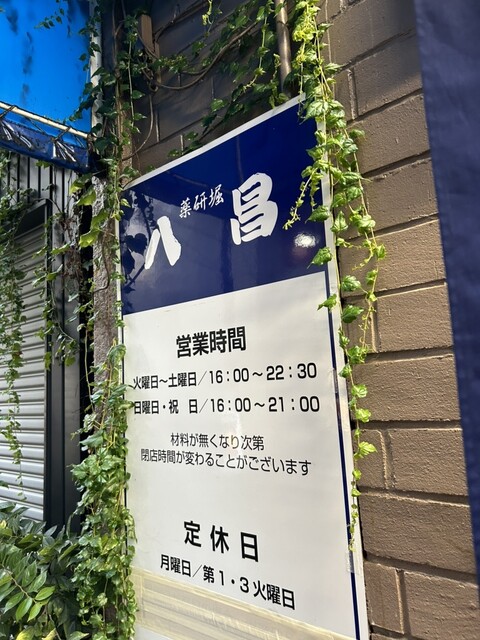 薬研堀
八昌
営業時間
火曜日～土曜日／16：00～22：30
日曜日・祝　日／16：00～21：00
材料が無くなり次第
閉店時間が変わることがございます
定休日
月曜日／第1・3火曜日